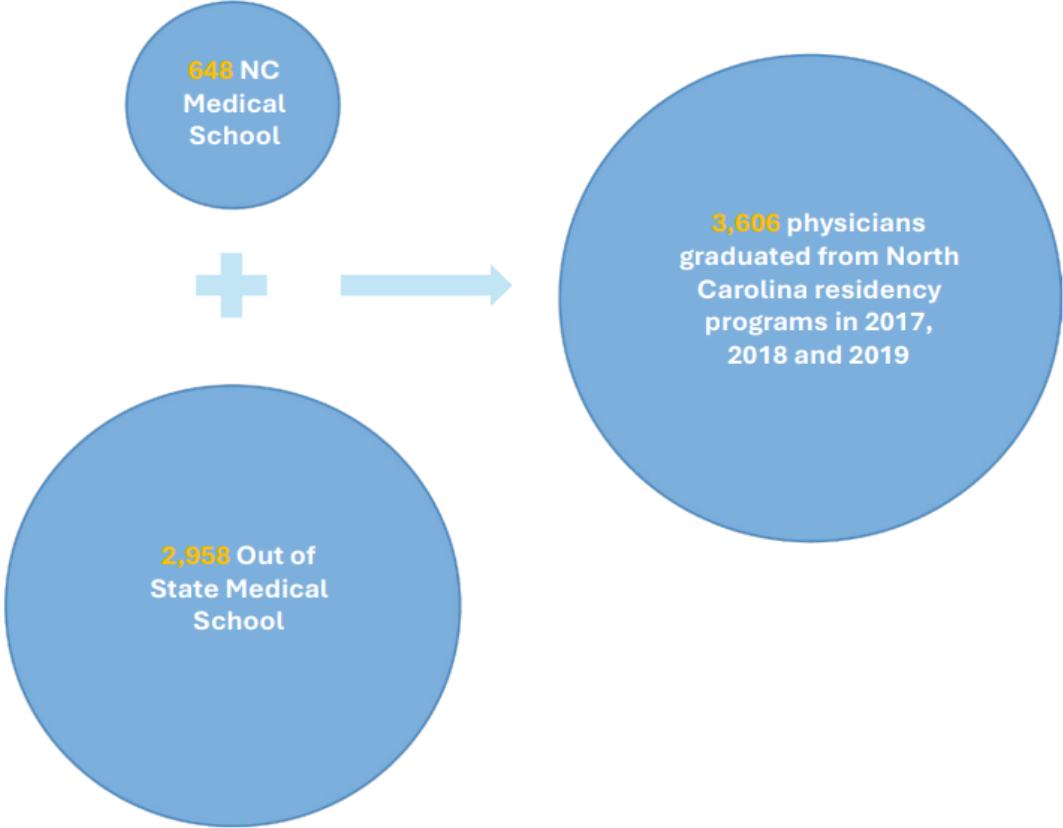 648 NC
Medical
School
3,606 physicians
graduated from North
Carolina residency
programs in 2017,
2018 and 2019
2,958 Out of
State Medical
School